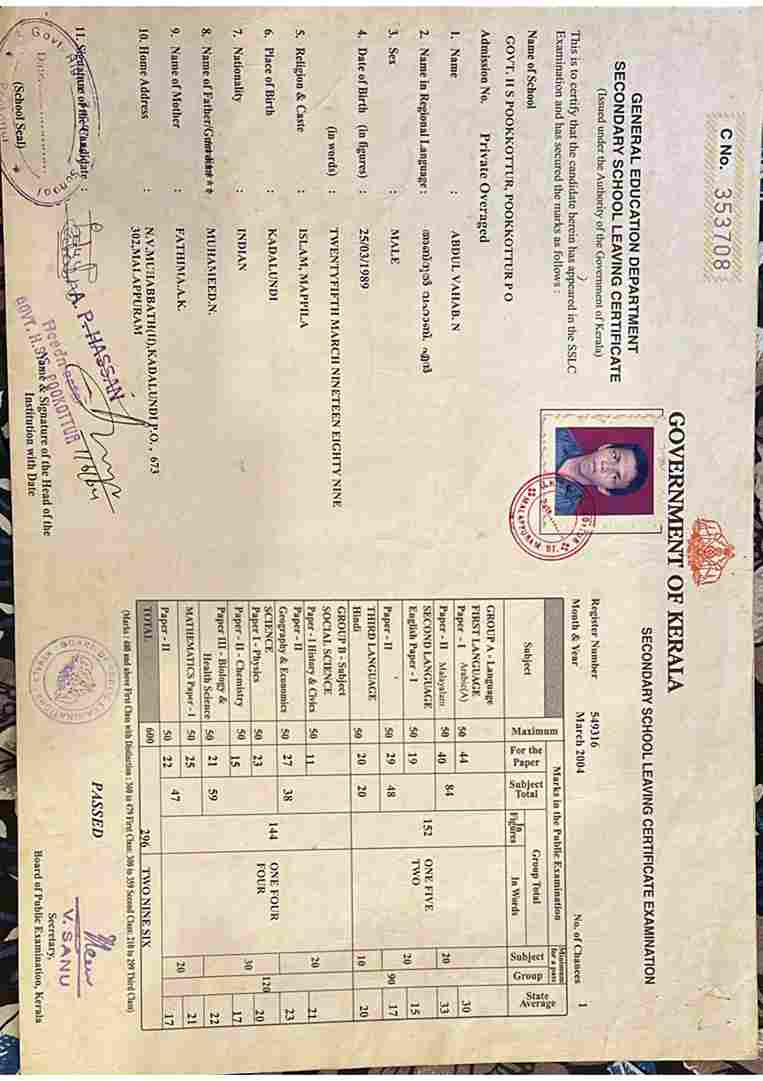 C No. 353708
GOVERNMENT OF KERALA
GENERAL EDUCATION DEPARTMENT
SECONDARY SCHOOL LEAVING CERTIFICATE
(Issued under the Authority of the Government of Kerala)
This is to certify that the candidate herein has appeared in the SSLC
Examination and has secured the marks as follows :
Name of School
GOVT. H S POOKKOTTUR, POOKKOTTUR P O
Admission No. Private Overaged
1. Name : ABDUL VAHAB. N
2. Name in Regional Language : അബ്ദുൽ വഹാബ്. എൻ
3. Sex : MALE
4. Date of Birth (in figures) : 25/03/1989
(in words) : TWENTYFIFTH MARCH NINETEEN EIGHTY NINE
5. Religion & Caste : ISLAM, MAPPILA
6. Place of Birth : KADALUNDI
7. Nationality : INDIAN
8. Name of Father/Guardian ** : MUHAMEED.N.
9. Name of Mother : FATHIMA.A.K.
10. Home Address : N.V.MUHABBATH(H),KADALUNDI P.O. , 673
302,MALAPPURAM
11. Signature of the Candidate :
Date
(School Seal)
A. P. HASSAN
Headmaster
GOVT. H.S. POOKOTTUR
Name & Signature of the Head of the
Institution with Date
SECONDARY SCHOOL LEAVING CERTIFICATE EXAMINATION
Register Number 549316
Month & Year March 2004 No. of Chances 1
Subject Maximum Marks in the Public Examination Minimum for a pass State Average
For the Paper Subject Total Group Total Subject Group
In Figures In Words
GROUP A - Language
FIRST LANGUAGE
Paper - I Arabic(A) 50 44 84 152 ONE FIVE TWO 20 90 30
Paper - II Malayalam 50 40 33
SECOND LANGUAGE
English Paper - I 50 19 48 20 15
Paper - II 50 29 17
THIRD LANGUAGE
Hindi 50 20 20 10 20
GROUP B - Subject
SOCIAL SCIENCE
Paper - I History & Civics 50 11 38 144 ONE FOUR FOUR 20 120 21
Paper - II
Geography & Economics 50 27 23
SCIENCE
Paper I - Physics 50 23 59 30 20
Paper - II - Chemistry 50 15 17
Paper III - Biology &
Health Science 50 21 22
MATHEMATICS Paper - I 50 25 47 20 21
Paper - II 50 22 17
TOTAL 600 296 TWO NINE SIX
(Marks : 480 and above First Class with Distinction : 360 to 479 First Class: 300 to 359 Second Class: 210 to 299 Third Class)
PASSED
V. SANU
Secretary,
Board of Public Examination, Kerala